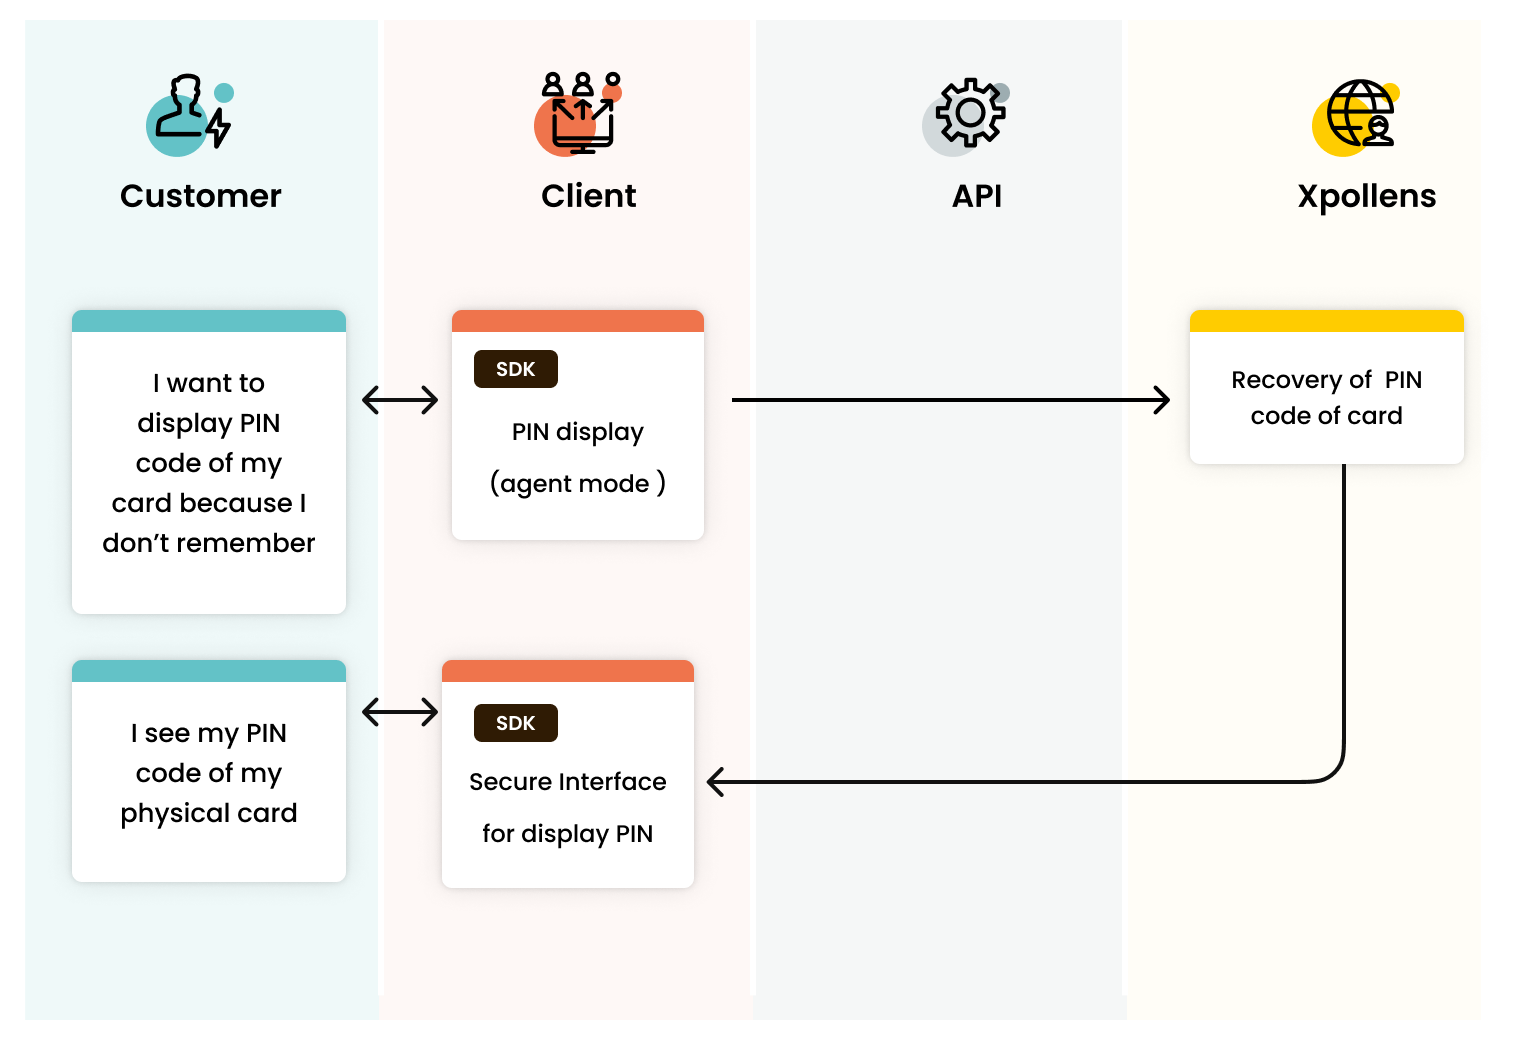 Customer
Client
API
Xpollens
I want to
display PIN
code of my
card because I
don’t remember
SDK
PIN display
(agent mode )
Recovery of  PIN
code of card
I see my PIN
code of my
physical card
SDK
Secure Interface
for display PIN